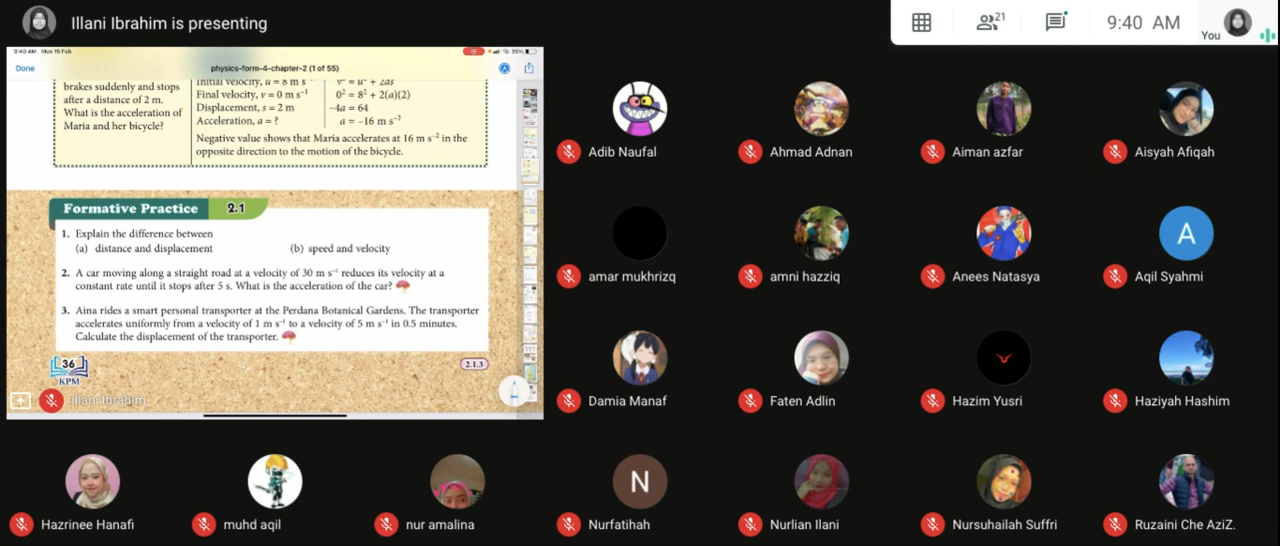 Illani Ibrahim is presenting
21
9:40 AM
You
9:40 AM Mon 15 Feb
35%
Done
physics-form-4-chapter-2 (1 of 55)
brakes suddenly and stops
after a distance of 2 m.
What is the acceleration of
Maria and her bicycle?
Initial velocity, u = 8 m s⁻¹
Final velocity, v = 0 m s⁻¹
Displacement, s = 2 m
Acceleration, a = ?
v² = u² + 2as
0² = 8² + 2(a)(2)
–4a = 64
a = –16 m s⁻²
Negative value shows that Maria accelerates at 16 m s⁻² in the
opposite direction to the motion of the bicycle.
Formative Practice 2.1
1. Explain the difference between
(a) distance and displacement (b) speed and velocity
2. A car moving along a straight road at a velocity of 30 m s⁻¹ reduces its velocity at a
constant rate until it stops after 5 s. What is the acceleration of the car?
3. Aina rides a smart personal transporter at the Perdana Botanical Gardens. The transporter
accelerates uniformly from a velocity of 1 m s⁻¹ to a velocity of 5 m s⁻¹ in 0.5 minutes.
Calculate the displacement of the transporter.
36
KPM
2.1.3
Illani Ibrahim
Adib Naufal
Ahmad Adnan
Aiman azfar
Aisyah Afiqah
amar mukhrizq
amni hazziq
Anees Natasya
A
Aqil Syahmi
Damia Manaf
Faten Adlin
Hazim Yusri
Haziyah Hashim
Hazrinee Hanafi
muhd aqil
nur amalina
N
Nurfatihah
Nurlian Ilani
Nursuhailah Suffri
Ruzaini Che AziZ.